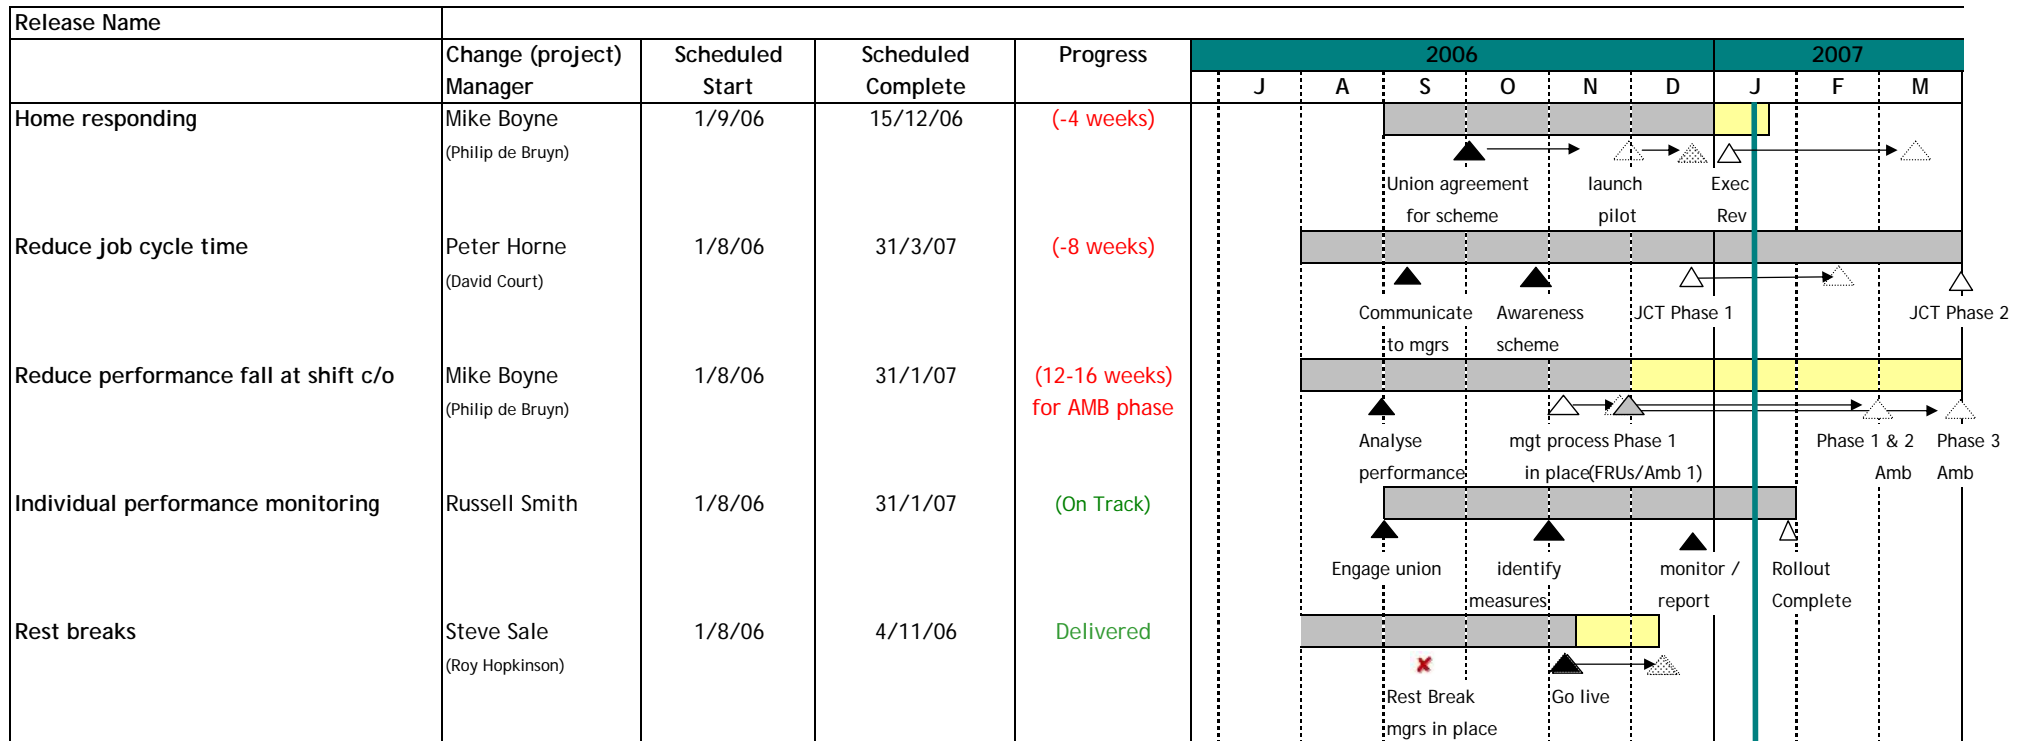 Release Name
Change (project) Scheduled Scheduled Progress 2006 2007
Manager Start Complete J A S O N D J F M
Home responding Mike Boyne 1/9/06 15/12/06 (-4 weeks)
(Philip de Bruyn)
Union agreement launch Exec
for scheme pilot Rev
Reduce job cycle time Peter Horne 1/8/06 31/3/07 (-8 weeks)
(David Court)
Communicate Awareness JCT Phase 1 JCT Phase 2
to mgrs scheme
Reduce performance fall at shift c/o Mike Boyne 1/8/06 31/1/07 (12-16 weeks)
(Philip de Bruyn) for AMB phase
Analyse mgt process Phase 1 Phase 1 & 2 Phase 3
performance in place (FRUs/Amb 1) Amb Amb
Individual performance monitoring Russell Smith 1/8/06 31/1/07 (On Track)
Engage union identify monitor / Rollout
measures report Complete
Rest breaks Steve Sale 1/8/06 4/11/06 Delivered
(Roy Hopkinson)
Rest Break Go live
mgrs in place